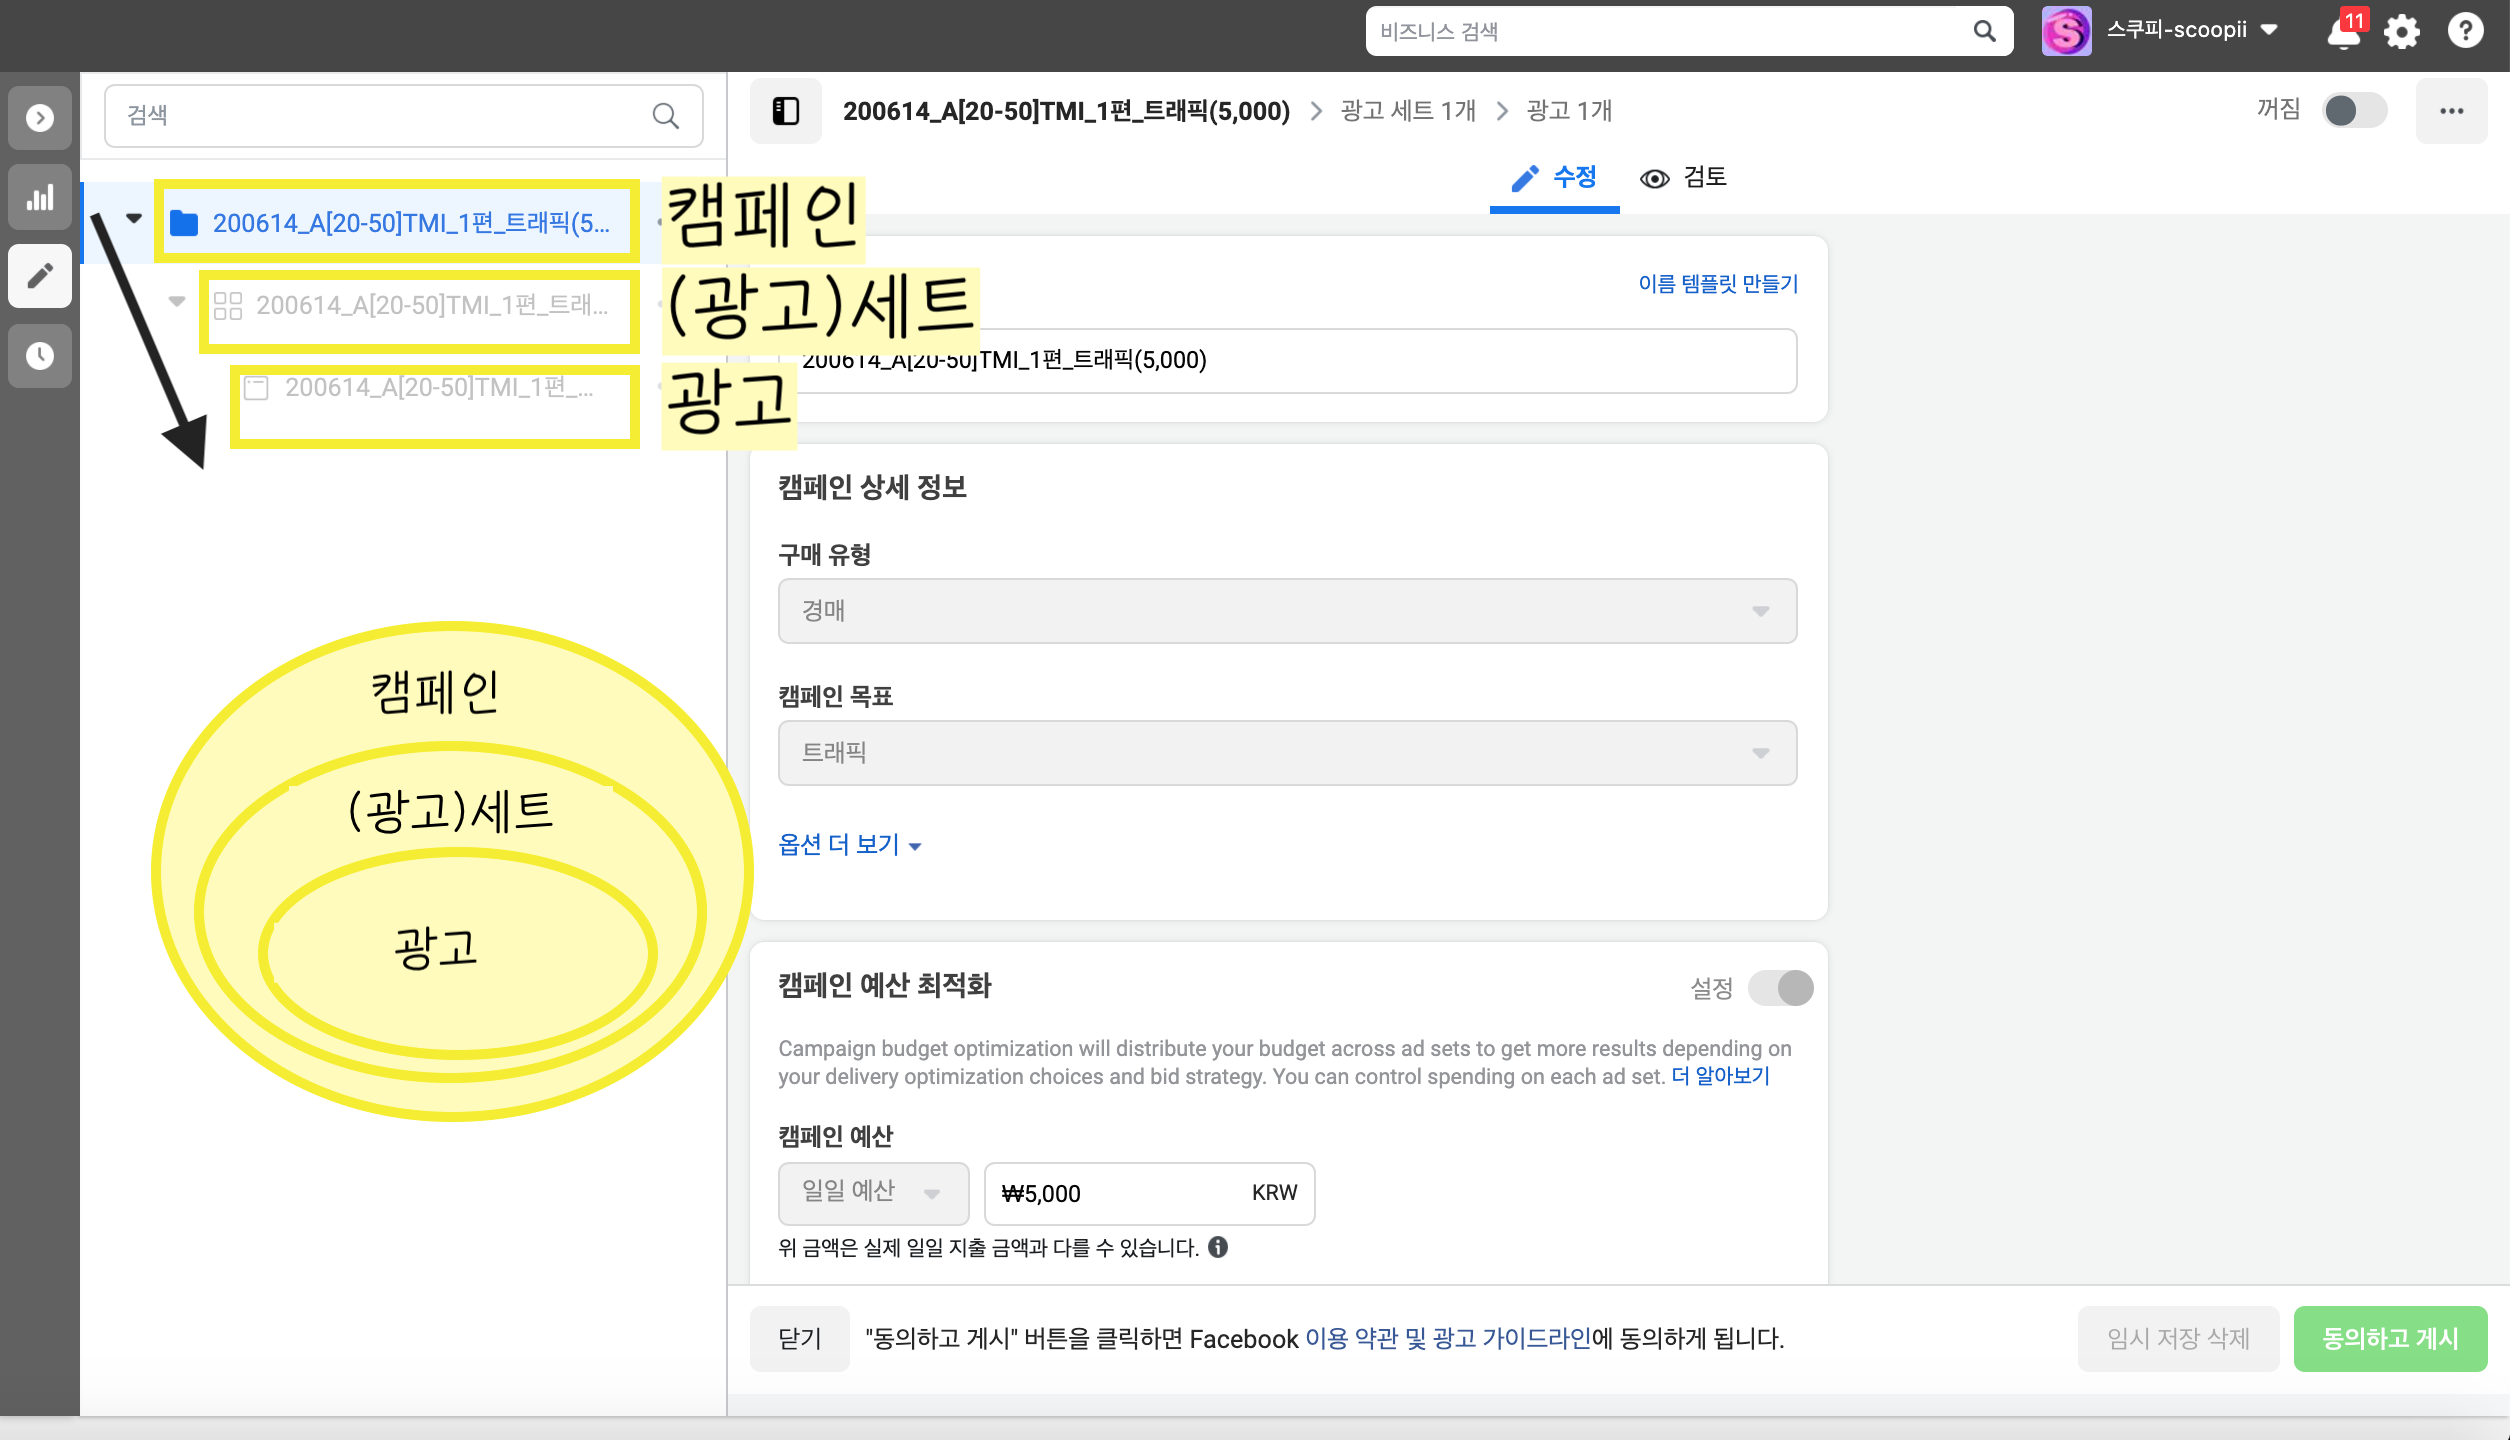 비즈니스 검색
스쿠피-scoopii
11
검색
200614_A[20-50]TMI_1편_트래픽(5,000)
광고 세트 1개
광고 1개
꺼짐
수정
검토
200614_A[20-50]TMI_1편_트래픽(5...
캠페인
200614_A[20-50]TMI_1편_트래...
(광고)세트
200614_A[20-50]TMI_1편_...
광고
이름 템플릿 만들기
200614_A[20-50]TMI_1편_트래픽(5,000)
캠페인 상세 정보
구매 유형
경매
캠페인 목표
트래픽
옵션 더 보기
캠페인
(광고)세트
광고
캠페인 예산 최적화
설정
Campaign budget optimization will distribute your budget across ad sets to get more results depending on
your delivery optimization choices and bid strategy. You can control spending on each ad set. 더 알아보기
캠페인 예산
일일 예산
₩5,000
KRW
위 금액은 실제 일일 지출 금액과 다를 수 있습니다.
닫기
"동의하고 게시" 버튼을 클릭하면 Facebook 이용 약관 및 광고 가이드라인에 동의하게 됩니다.
임시 저장 삭제
동의하고 게시